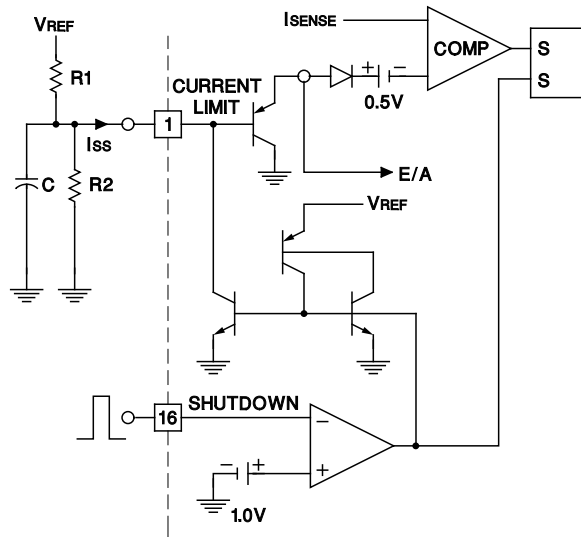 ISENSE
VREF
COMP
S
S
R1
CURRENT
LIMIT
+ −
0.5V
1
ISS
C
R2
E/A
VREF
16
SHUTDOWN
−
− +
+
1.0V